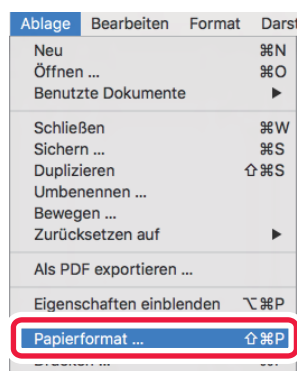 Ablage Bearbeiten Format
Neu ⌘N
Öffnen ... ⌘O
Benutzte Dokumente ▶
Schließen ⌘W
Sichern ... ⌘S
Duplizieren ⇧⌘S
Umbenennen ...
Bewegen ...
Zurücksetzen auf ▶
Als PDF exportieren ...
Eigenschaften einblenden ⌥⌘P
Papierformat ... ⇧⌘P